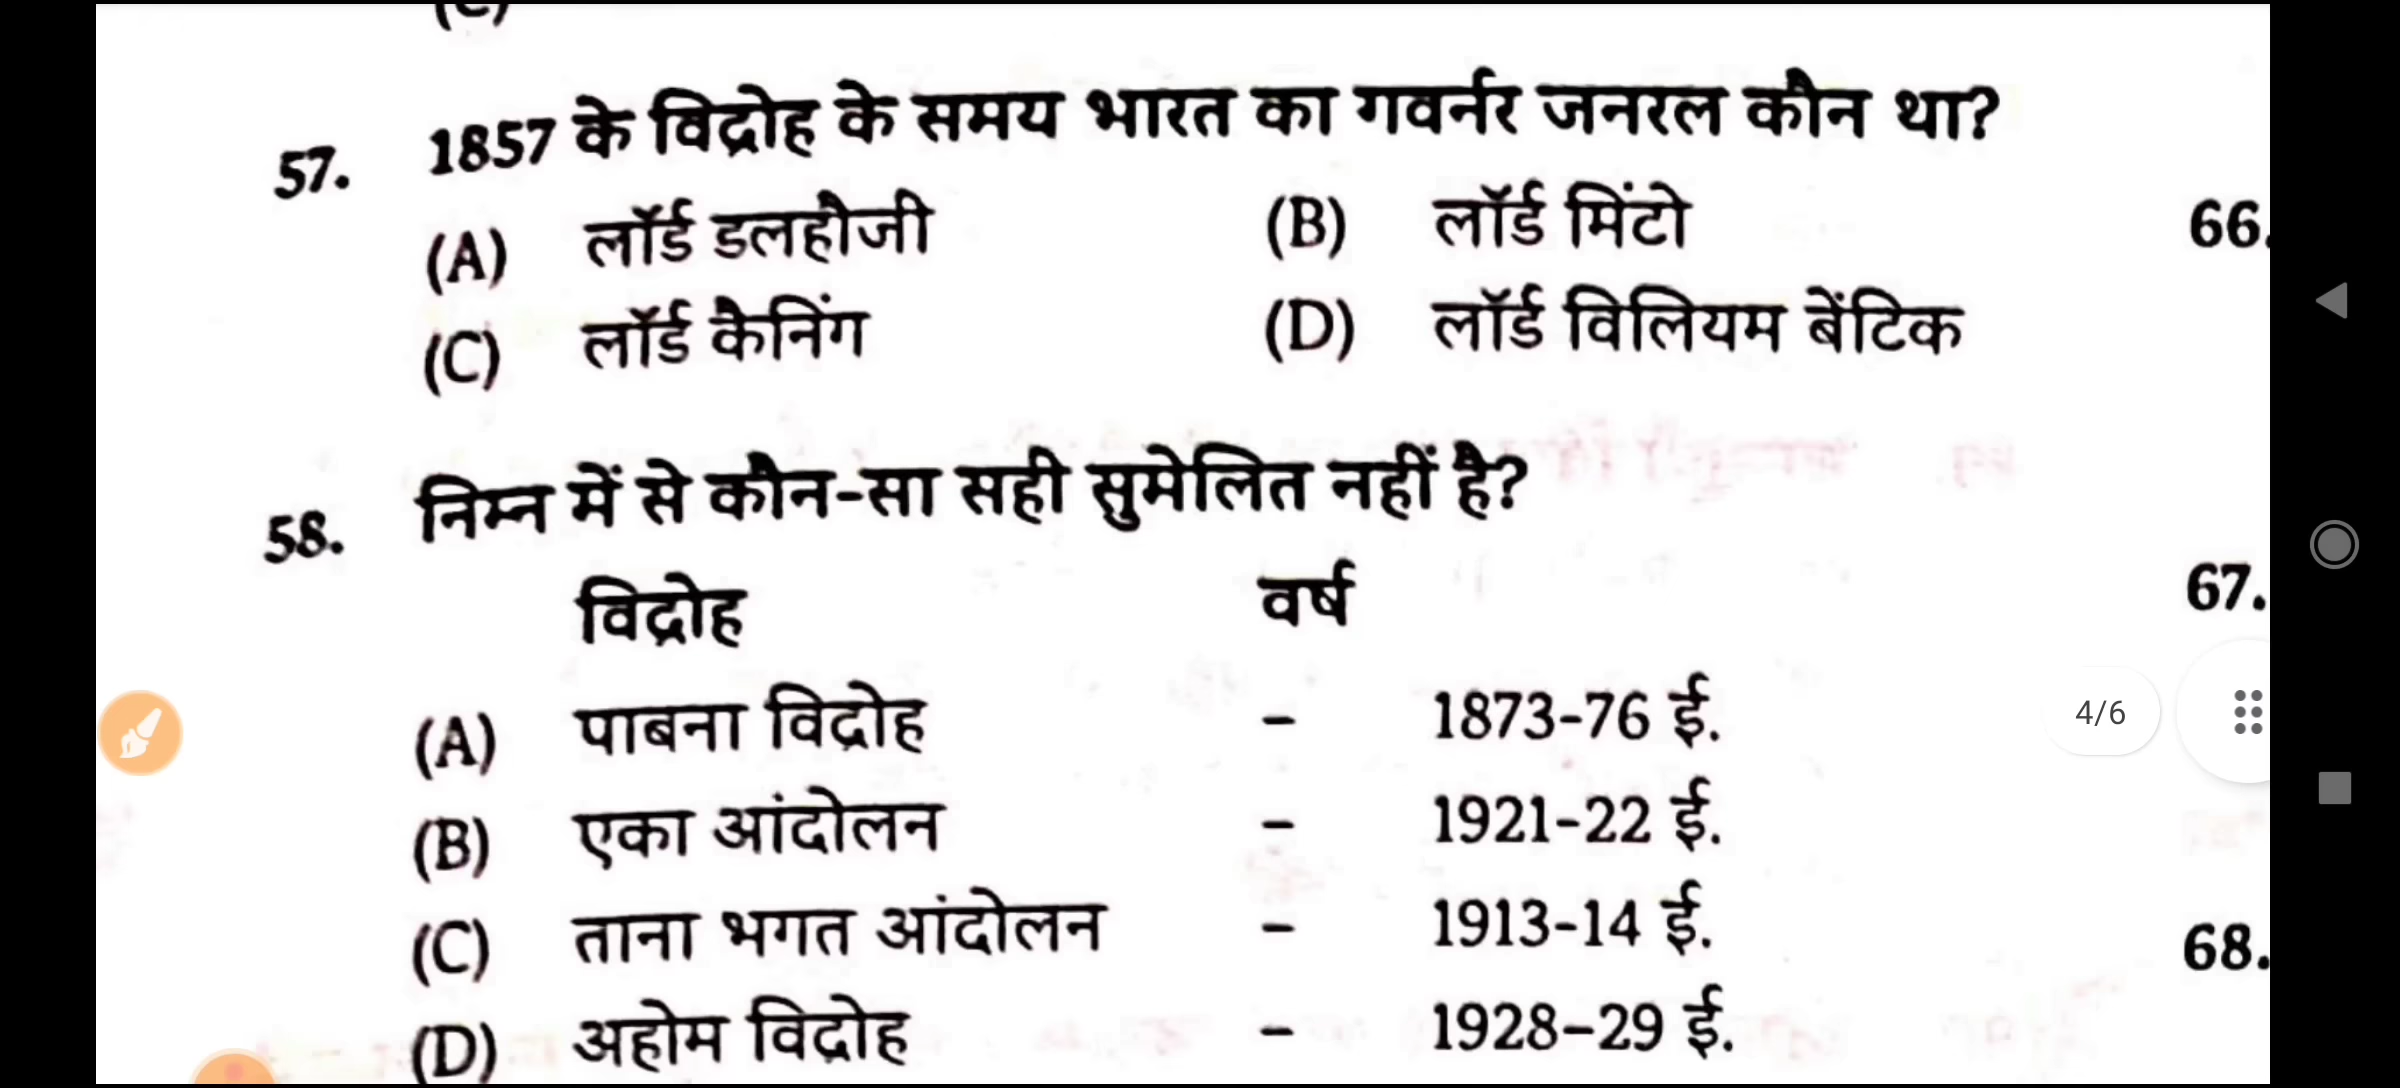 57. 1857 के विद्रोह के समय भारत का गवर्नर जनरल कौन था?
(A) लॉर्ड डलहौजी (B) लॉर्ड मिंटो
(C) लॉर्ड कैनिंग (D) लॉर्ड विलियम बेंटिक
58. निम्न में से कौन-सा सही सुमेलित नहीं है?
विद्रोह वर्ष
(A) पाबना विद्रोह - 1873-76 ई.
(B) एका आंदोलन - 1921-22 ई.
(C) ताना भगत आंदोलन - 1913-14 ई.
(D) अहोम विद्रोह - 1928-29 ई.
66.
67.
4/6
68.